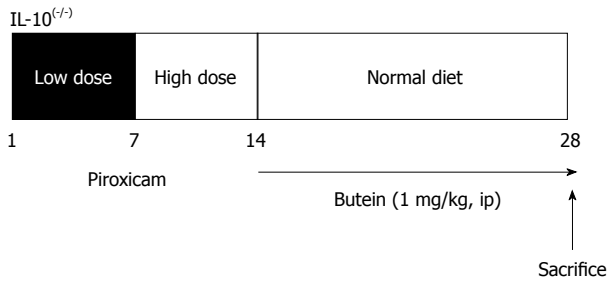 IL-10(-/-)
Low dose
High dose
Normal diet
1
7
14
28
Piroxicam
Butein (1 mg/kg, ip)
Sacrifice